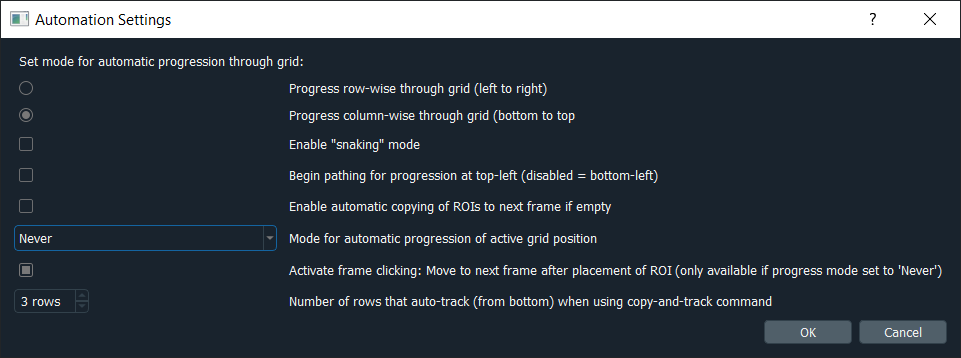 Automation Settings
?
Set mode for automatic progression through grid:
Progress row-wise through grid (left to right)
Progress column-wise through grid (bottom to top
Enable "snaking" mode
Begin pathing for progression at top-left (disabled = bottom-left)
Enable automatic copying of ROIs to next frame if empty
Never Mode for automatic progression of active grid position
Activate frame clicking: Move to next frame after placement of ROI (only available if progress mode set to 'Never')
3 rows Number of rows that auto-track (from bottom) when using copy-and-track command
OK Cancel